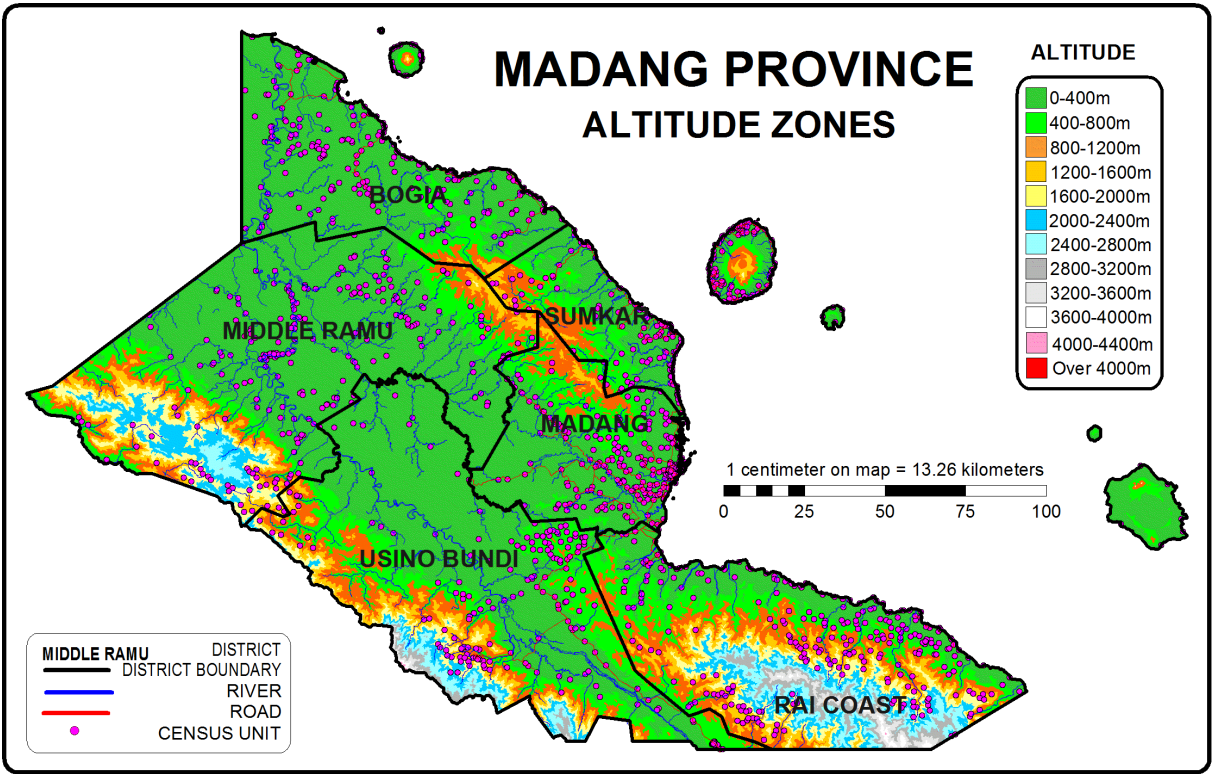 MADANG PROVINCE
ALTITUDE ZONES
ALTITUDE
0-400m
400-800m
800-1200m
1200-1600m
1600-2000m
2000-2400m
2400-2800m
2800-3200m
3200-3600m
3600-4000m
4000-4400m
Over 4000m
BOGIA
MIDDLE RAMU
SUMKAR
MADANG
USINO BUNDI
RAI COAST
1 centimeter on map = 13.26 kilometers
0 25 50 75 100
MIDDLE RAMU DISTRICT
DISTRICT BOUNDARY
RIVER
ROAD
CENSUS UNIT